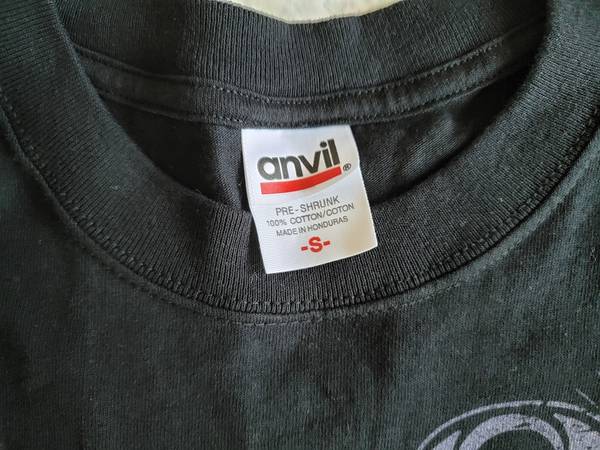 anvil®
PRE-SHRUNK
100% COTTON/COTON
MADE IN HONDURAS
-S-